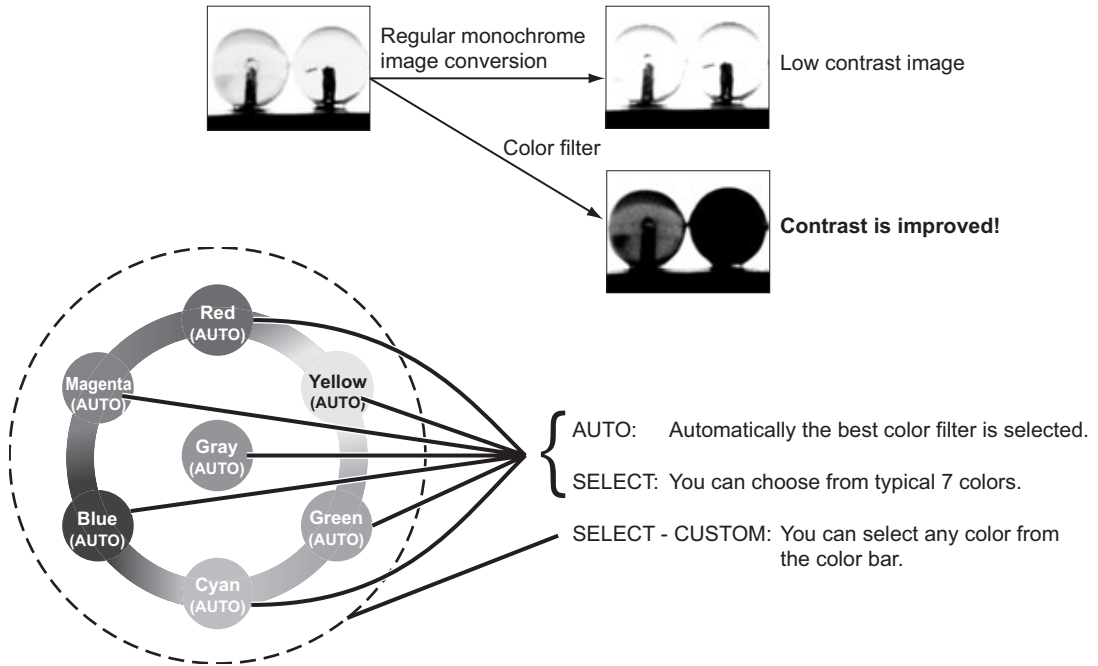 Regular monochrome
image conversion
Low contrast image
Color filter
Contrast is improved!
Red
(AUTO)
Magenta
(AUTO)
Yellow
(AUTO)
Gray
(AUTO)
Blue
(AUTO)
Green
(AUTO)
Cyan
(AUTO)
AUTO: Automatically the best color filter is selected.
SELECT: You can choose from typical 7 colors.
SELECT - CUSTOM: You can select any color from
the color bar.